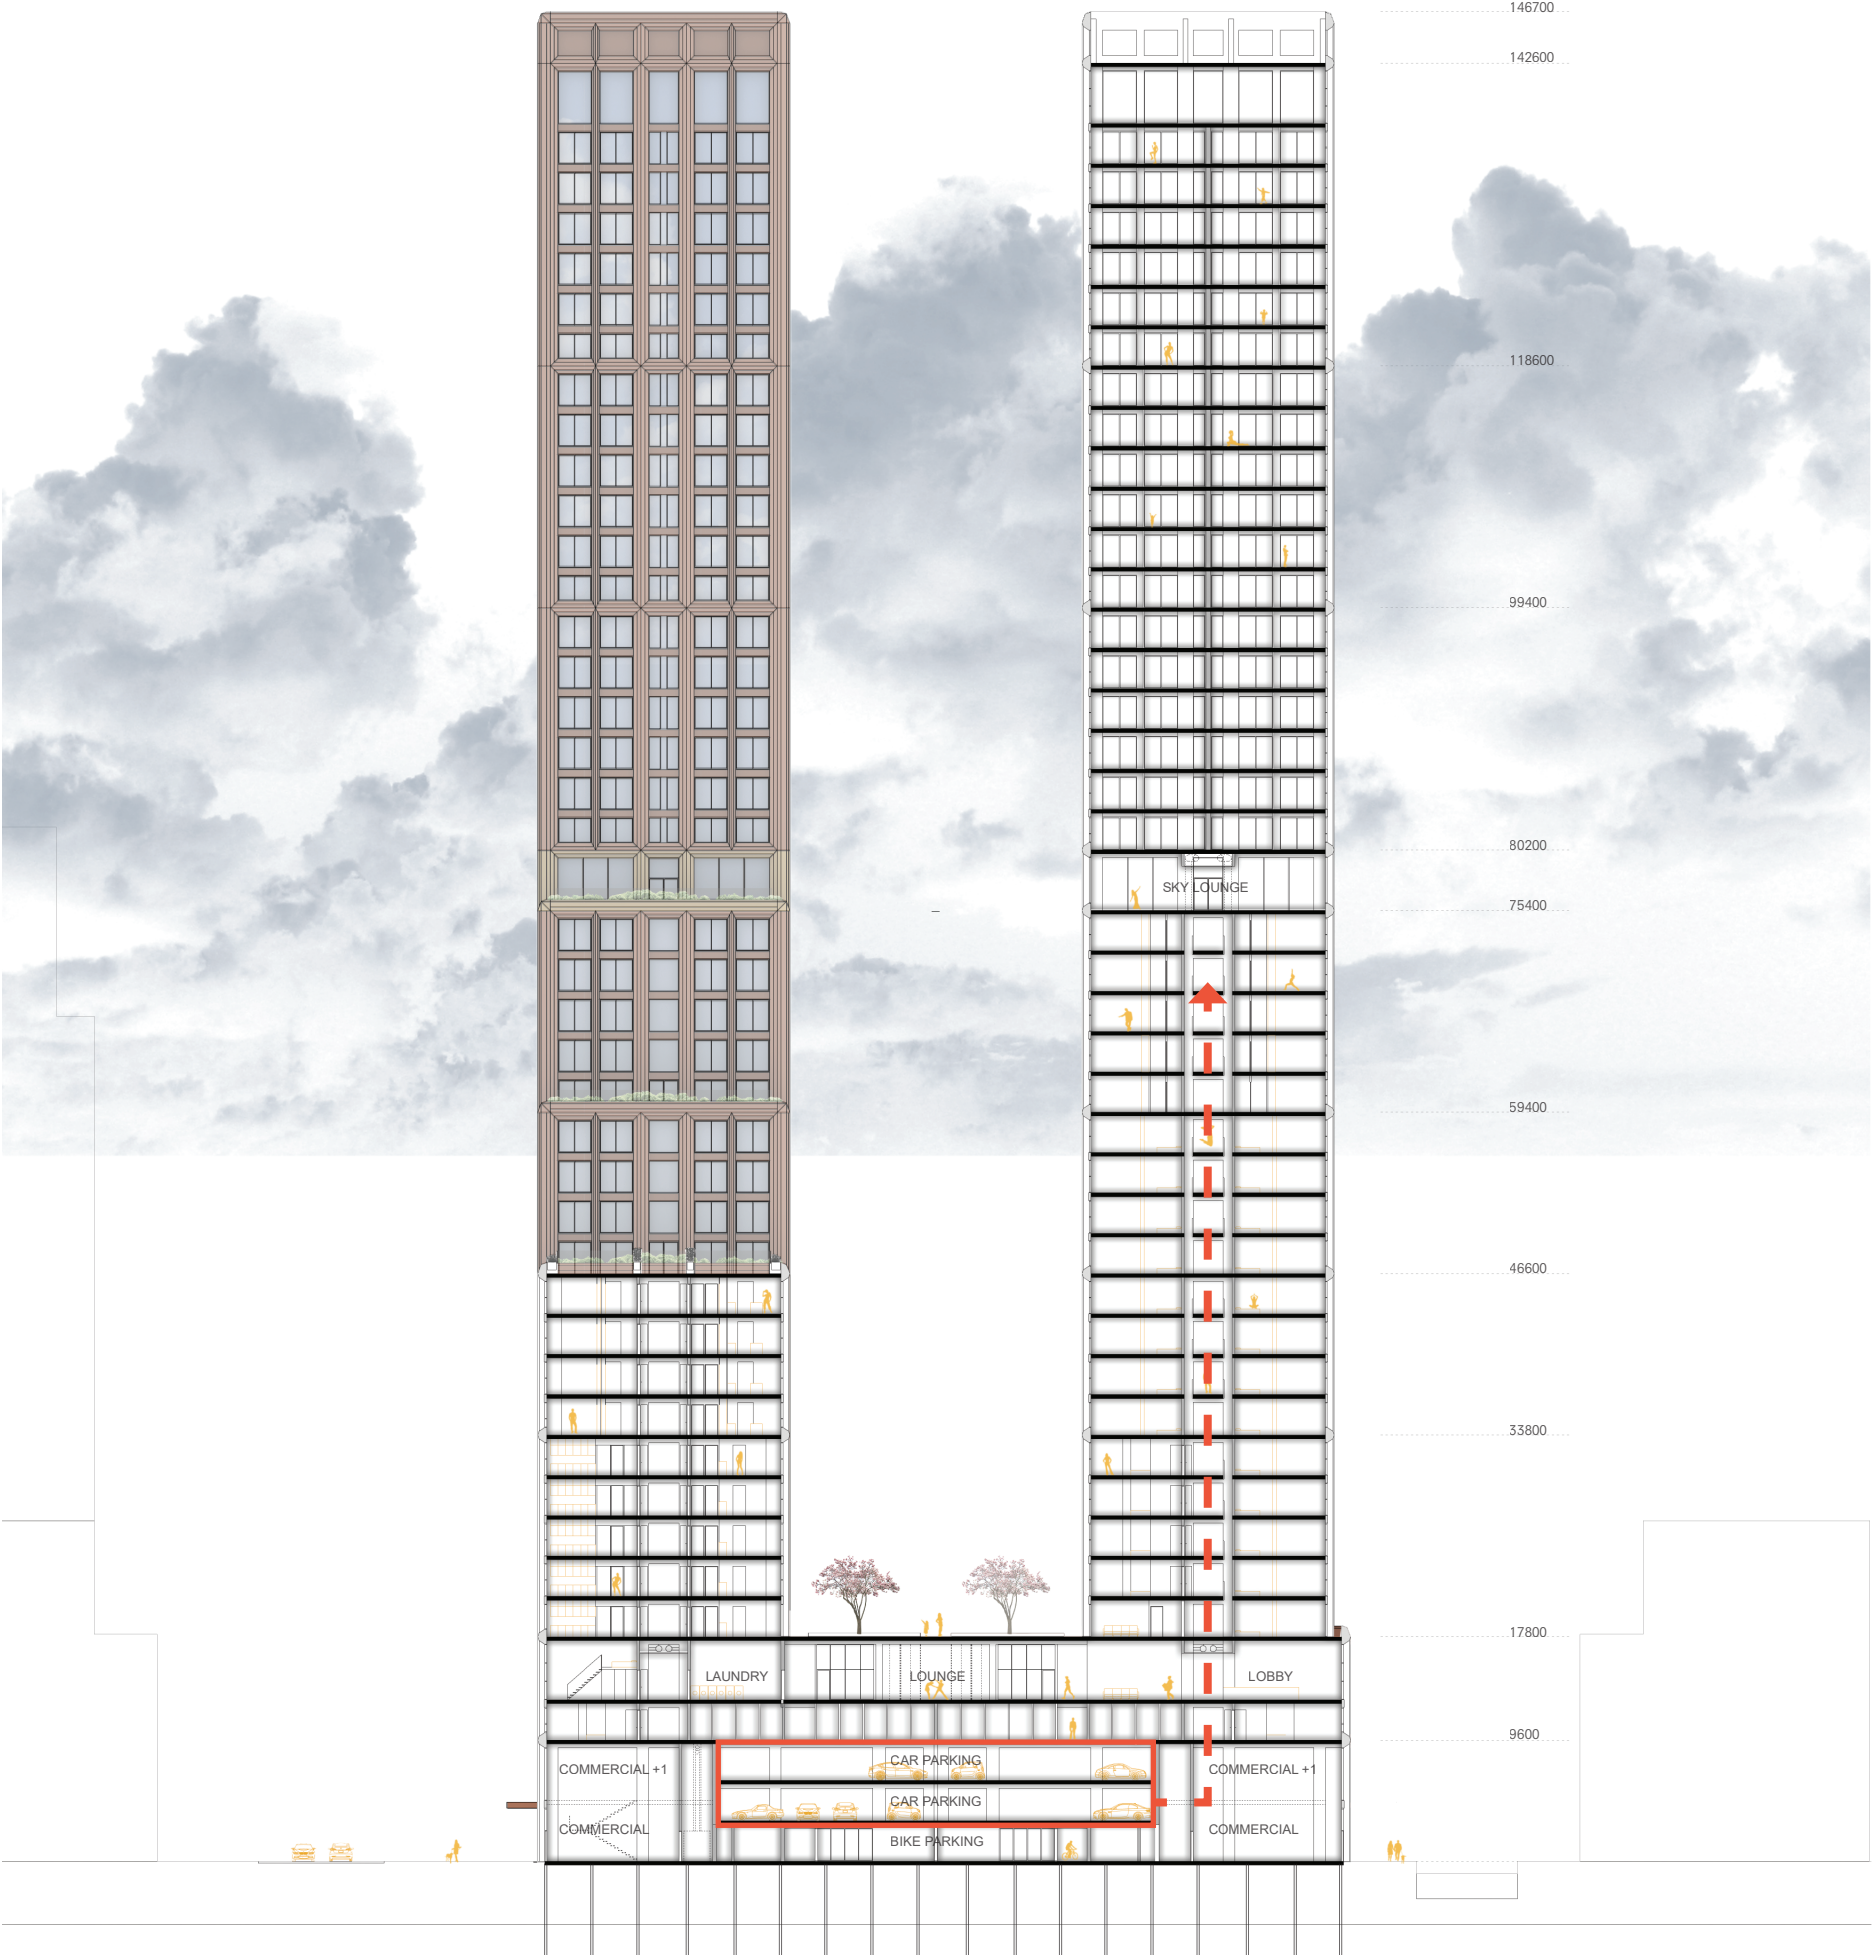 146700
142600
118600
99400
80200
SKY LOUNGE
75400
59400
46600
33800
17800
LAUNDRY
LOUNGE
LOBBY
9600
CAR PARKING
COMMERCIAL +1
COMMERCIAL +1
CAR PARKING
COMMERCIAL
COMMERCIAL
BIKE PARKING